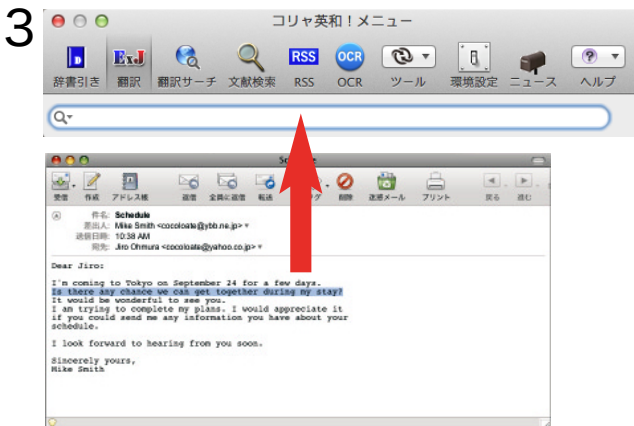 3
コリャ英和！メニュー
D ExJ RSS OCR ?
辞書引き 翻訳 翻訳サーチ 文献検索 RSS OCR ツール 環境設定 ニュース ヘルプ
受信 作成 アドレス帳 返信 全員に返信 転送 削除 迷惑メール プリント 戻る 進む
件名: Schedule
差出人: Mike Smith <cocoloate@ybb.ne.jp>
送信日時: 10:38 AM
宛先: Jiro Ohmura <cocoloate@yahoo.co.jp>
Dear Jiro:
I'm coming to Tokyo on September 24 for a few days.
Is there any chance we can get together during my stay?
It would be wonderful to see you.
I am trying to complete my plans. I would appreciate it
if you could send me any information you have about your
schedule.
I look forward to hearing from you soon.
Sincerely yours,
Mike Smith